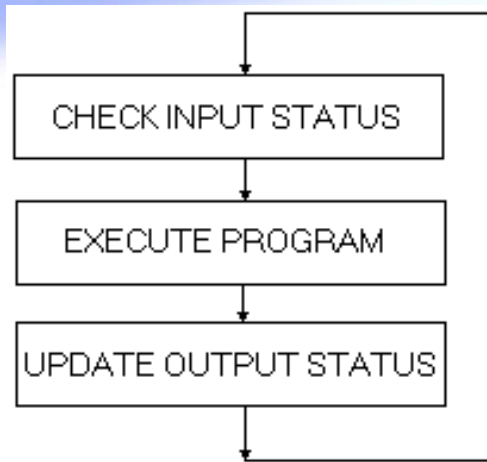 CHECK INPUT STATUS
EXECUTE PROGRAM
UPDATE OUTPUT STATUS